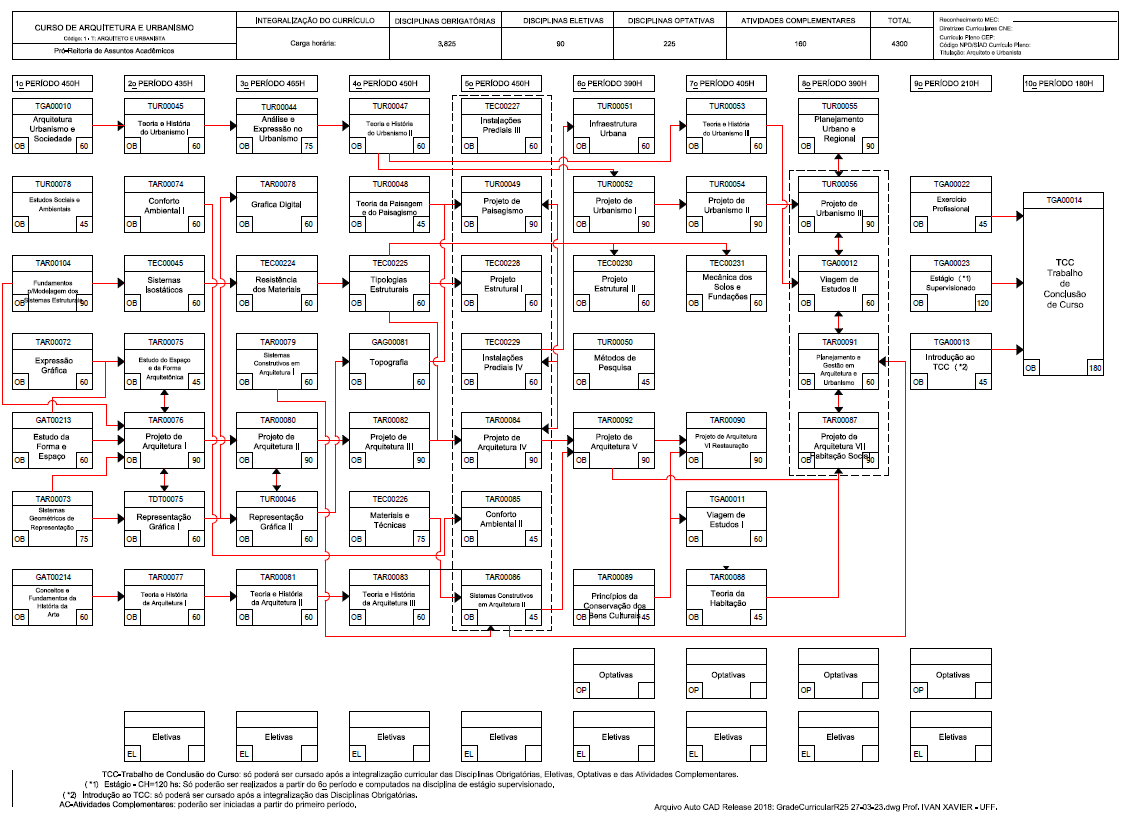 CURSO DE ARQUITETURA E URBANISMO
Código: 1 - T: ARQUITETO E URBANISTA
Pró-Reitoria de Assuntos Acadêmicos
INTEGRALIZAÇÃO DO CURRÍCULO
DISCIPLINAS OBRIGATÓRIAS
DISCIPLINAS ELETIVAS
DISCIPLINAS OPTATIVAS
ATIVIDADES COMPLEMENTARES
TOTAL
Carga horária:
3,825
90
225
160
4300
Reconhecimento MEC:
Diretrizes Curriculares CNE:
Currículo Pleno CEP:
Código NPD/SIAD Currículo Pleno:
Titulação: Arquiteto e Urbanista
1o PERÍODO 450H
2o PERÍODO 435H
3o PERÍODO 465H
4o PERÍODO 450H
5o PERÍODO 450H
6o PERÍODO 390H
7o PERÍODO 405H
8o PERÍODO 390H
9o PERÍODO 210H
10o PERÍODO 180H
TGA00010
Arquitetura
Urbanismo e
Sociedade
OB 60
TUR00045
Teoria e História
do Urbanismo I
OB 60
TUR00044
Análise e
Expressão no
Urbanismo
OB 75
TUR00047
Teoria e História
do Urbanismo II
OB 60
TEC00227
Instalações
Prediais III
OB 60
TUR00051
Infraestrutura
Urbana
OB 60
TUR00053
Teoria e História
do Urbanismo III
OB 60
TUR00055
Planejamento
Urbano e
Regional
OB 90
TUR00078
Estudos Sociais e
Ambientais
OB 45
TAR00074
Conforto
Ambiental I
OB 60
TAR00078
Grafica Digital
OB 60
TUR00048
Teoria da Paisagem
e do Paisagismo
OB 45
TUR00049
Projeto de
Paisagismo
OB 90
TUR00052
Projeto de
Urbanismo I
OB 90
TUR00054
Projeto de
Urbanismo II
OB 90
TUR00056
Projeto de
Urbanismo III
OB 90
TGA00022
Exercício
Profissional
OB 45
TGA00014
TCC
Trabalho
de
Conclusão
de Curso
OB 180
TAR00104
Fundamentos
p/Modelagem dos
Sistemas Estruturais
OB 90
TEC00045
Sistemas
Isostáticos
OB 60
TEC00224
Resistência
dos Materiais
OB 60
TEC00225
Tipologias
Estruturais
OB 60
TEC00228
Projeto
Estrutural I
OB 60
TEC00230
Projeto
Estrutural II
OB 60
TEC00231
Mecânica dos
Solos e
Fundações
OB 60
TGA00012
Viagem de
Estudos II
OB 60
TGA00023
Estágio (*1)
Supervisionado
OB 120
TAR00072
Expressão
Gráfica
OB 60
TAR00075
Estudo do Espaço
e da Forma
Arquitetônica
OB 45
TAR00079
Sistemas
Construtivos em
Arquitetura I
OB 60
GAG00081
Topografia
OB 60
TEC00229
Instalações
Prediais IV
OB 60
TUR00050
Métodos de
Pesquisa
OB 45
TAR00091
Planejamento e
Gestão em
Arquitetura e
Urbanismo
OB 60
TGA00013
Introdução ao
TCC (*2)
OB 45
GAT00213
Estudo da
Forma e
Espaço
OB 60
TAR00076
Projeto de
Arquitetura I
OB 90
TAR00080
Projeto de
Arquitetura II
OB 90
TAR00082
Projeto de
Arquitetura III
OB 90
TAR00084
Projeto de
Arquitetura IV
OB 90
TAR00092
Projeto de
Arquitetura V
OB 90
TAR00090
Projeto de Arquitetura
VI Restauração
OB 90
TAR00087
Projeto de
Arquitetura VII
Habitação Social
OB 90
TAR00073
Sistemas
Geométricos de
Representação
OB 75
TDT00075
Representação
Gráfica I
OB 60
TUR00046
Representação
Gráfica II
OB 60
TEC00226
Materiais e
Técnicas
OB 75
TAR00085
Conforto
Ambiental II
OB 45
TGA00011
Viagem de
Estudos I
OB 60
GAT00214
Conceitos e
Fundamentos da
História da
Arte
OB 60
TAR00077
Teoria e História
da Arquitetura I
OB 60
TAR00081
Teoria e História
da Arquitetura II
OB 60
TAR00083
Teoria e História
da Arquitetura III
OB 60
TAR00086
Sistemas Construtivos
em Arquitetura II
OB 45
TAR00089
Princípios da
Conservação dos
Bens Culturais
OB 45
TAR00088
Teoria da
Habitação
OB 45
Optativas
OP
Optativas
OP
Optativas
OP
Optativas
OP
Eletivas
EL
Eletivas
EL
Eletivas
EL
Eletivas
EL
Eletivas
EL
Eletivas
EL
Eletivas
EL
Eletivas
EL
TCC-Trabalho de Conclusão do Curso: só poderá ser cursado após a integralização curricular das Disciplinas Obrigatórias, Eletivas, Optativas e das Atividades Complementares.
(*1) Estágio - CH=120 hs: Só poderão ser realizados a partir do 6o período e computados na disciplina de estágio supervisionado,
(*2) Introdução ao TCC: só poderá ser cursado após a integralização das Disciplinas Obrigatórias.
AC-Atividades Complementares: poderão ser iniciadas a partir do primeiro período,
Arquivo Auto CAD Release 2018: GradeCurricularR25 27-03-23.dwg Prof. IVAN XAVIER - UFF.